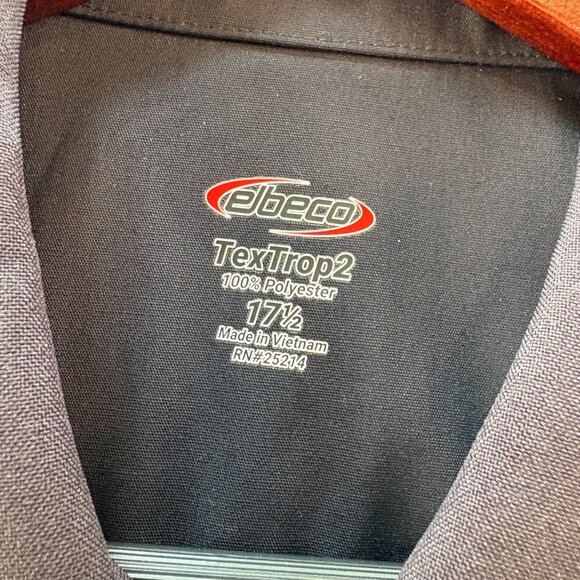 elbeco
TexTrop2
100% Polyester
17½
Made in Vietnam
RN#25214